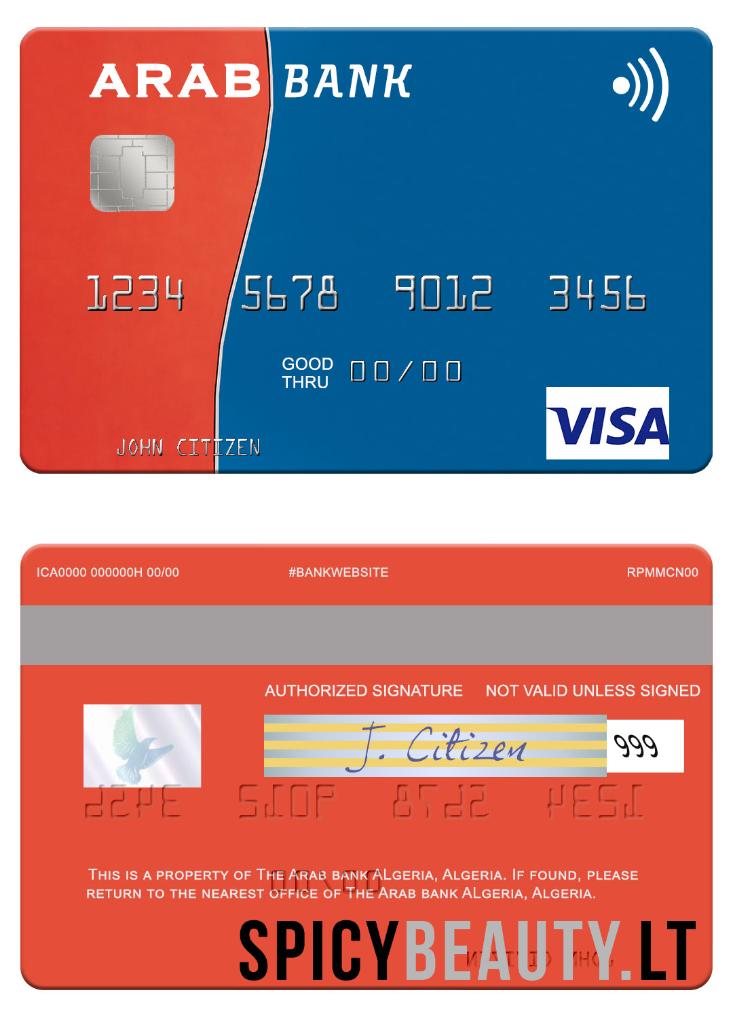 ARAB BANK
1234 5678 9012 3456
GOOD
THRU 00/00
VISA
JOHN CITIZEN
ICA0000 000000H 00/00 #BANKWEBSITE RPMMCN00
AUTHORIZED SIGNATURE NOT VALID UNLESS SIGNED
J. Citizen 999
THIS IS A PROPERTY OF THE ARAB BANK ALGERIA, ALGERIA. IF FOUND, PLEASE
RETURN TO THE NEAREST OFFICE OF THE ARAB BANK ALGERIA, ALGERIA.
SPICYBEAUTY.LT